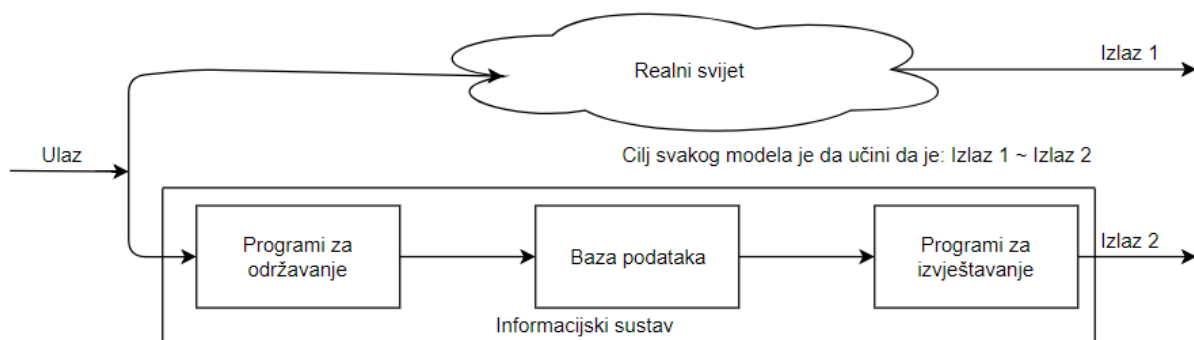 Izlaz 1
Realni svijet
Ulaz
Cilj svakog modela je da učini da je: Izlaz 1 ~ Izlaz 2
Programi za
održavanje
Baza podataka
Programi za
izvještavanje
Izlaz 2
Informacijski sustav